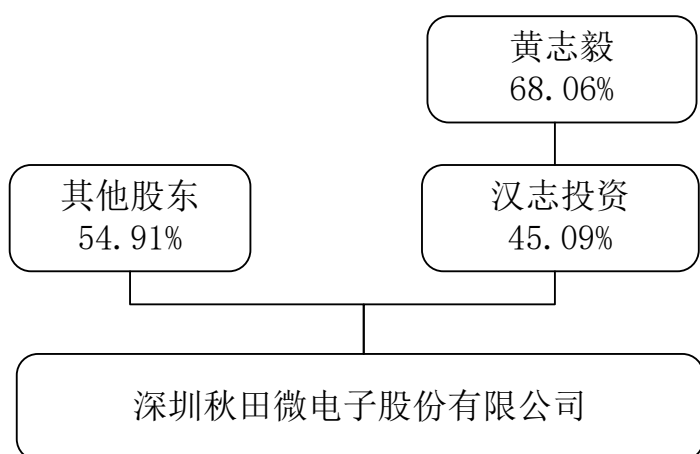 黄志毅
68.06%
其他股东
54.91%
汉志投资
45.09%
深圳秋田微电子股份有限公司